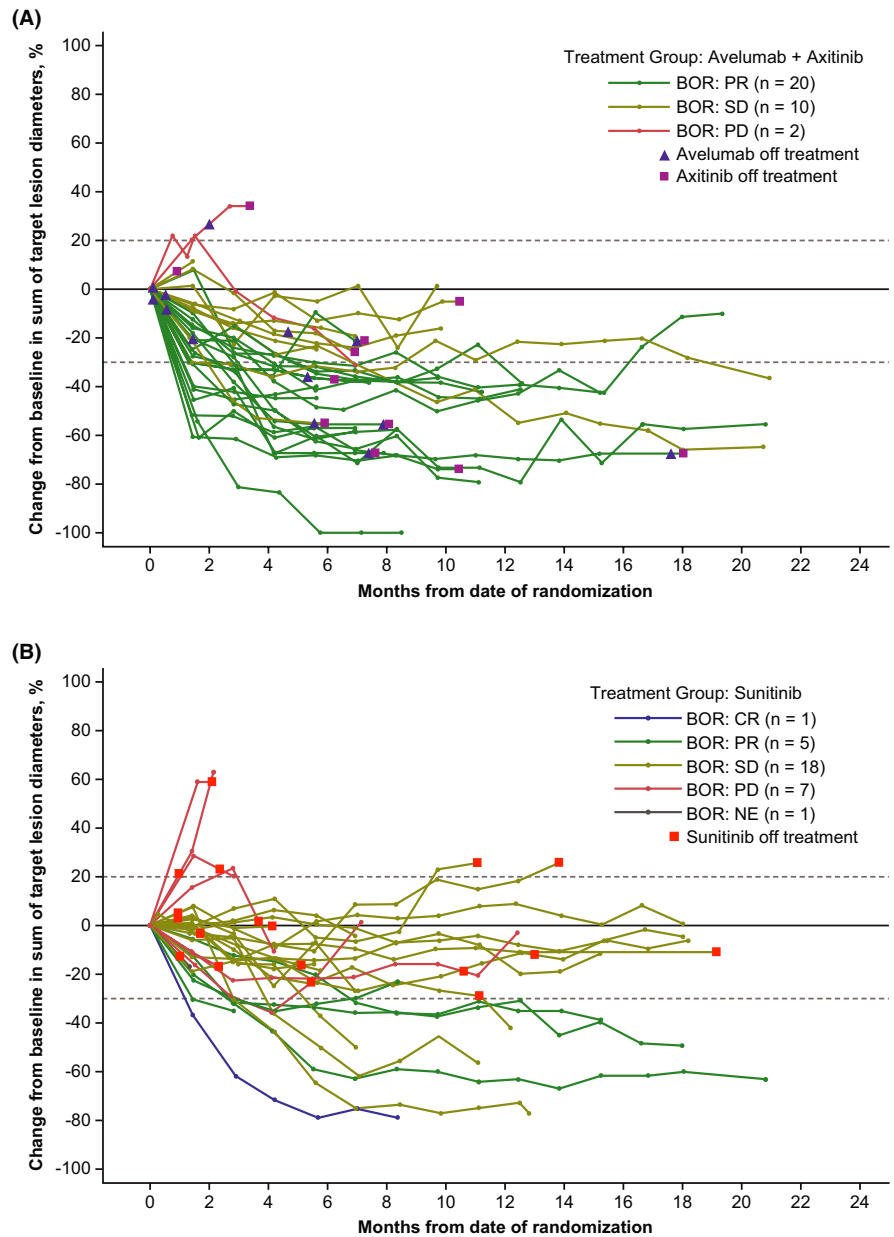 (A)
Change from baseline in sum of target lesion diameters, %
100
80
60
40
20
0
-20
-40
-60
-80
-100
Treatment Group: Avelumab + Axitinib
BOR: PR (n = 20)
BOR: SD (n = 10)
BOR: PD (n = 2)
Avelumab off treatment
Axitinib off treatment
0 2 4 6 8 10 12 14 16 18 20 22 24
Months from date of randomization
(B)
Change from baseline in sum of target lesion diameters, %
100
80
60
40
20
0
-20
-40
-60
-80
-100
Treatment Group: Sunitinib
BOR: CR (n = 1)
BOR: PR (n = 5)
BOR: SD (n = 18)
BOR: PD (n = 7)
BOR: NE (n = 1)
Sunitinib off treatment
0 2 4 6 8 10 12 14 16 18 20 22 24
Months from date of randomization